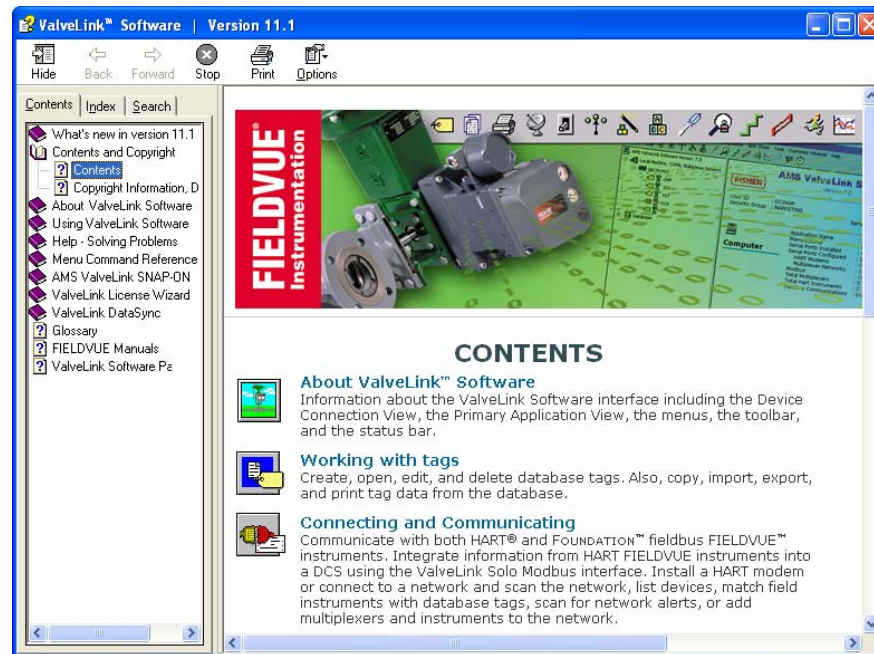 ValveLink™ Software | Version 11.1
Hide Back Forward Stop Print Options
Contents Index Search
What's new in version 11.1
Contents and Copyright
Contents
Copyright Information, D
About ValveLink Software
Using ValveLink Software
Help - Solving Problems
Menu Command Reference
AMS ValveLink SNAP-ON
ValveLink License Wizard
ValveLink DataSync
Glossary
FIELDVUE Manuals
ValveLink Software Pa
FIELDVUE
Instrumentation
FISHER
AMS ValveLink S
Computer
CONTENTS
About ValveLink™ Software
Information about the ValveLink Software interface including the Device
Connection View, the Primary Application View, the menus, the toolbar,
and the status bar.
Working with tags
Create, open, edit, and delete database tags. Also, copy, import, export,
and print tag data from the database.
Connecting and Communicating
Communicate with both HART® and FOUNDATION™ fieldbus FIELDVUE™
instruments. Integrate information from HART FIELDVUE instruments into
a DCS using the ValveLink Solo Modbus interface. Install a HART modem
or connect to a network and scan the network, list devices, match field
instruments with database tags, scan for network alerts, or add
multiplexers and instruments to the network.